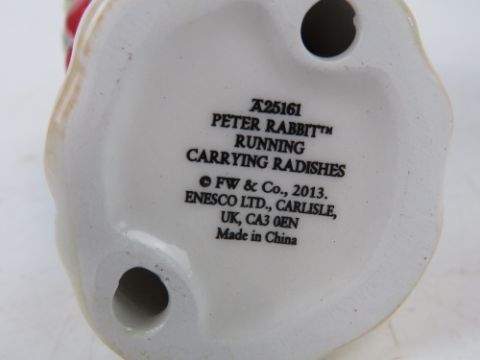 A25161
PETER RABBIT™
RUNNING
CARRYING RADISHES
© FW & Co., 2013.
ENESCO LTD., CARLISLE,
UK, CA3 0EN
Made in China